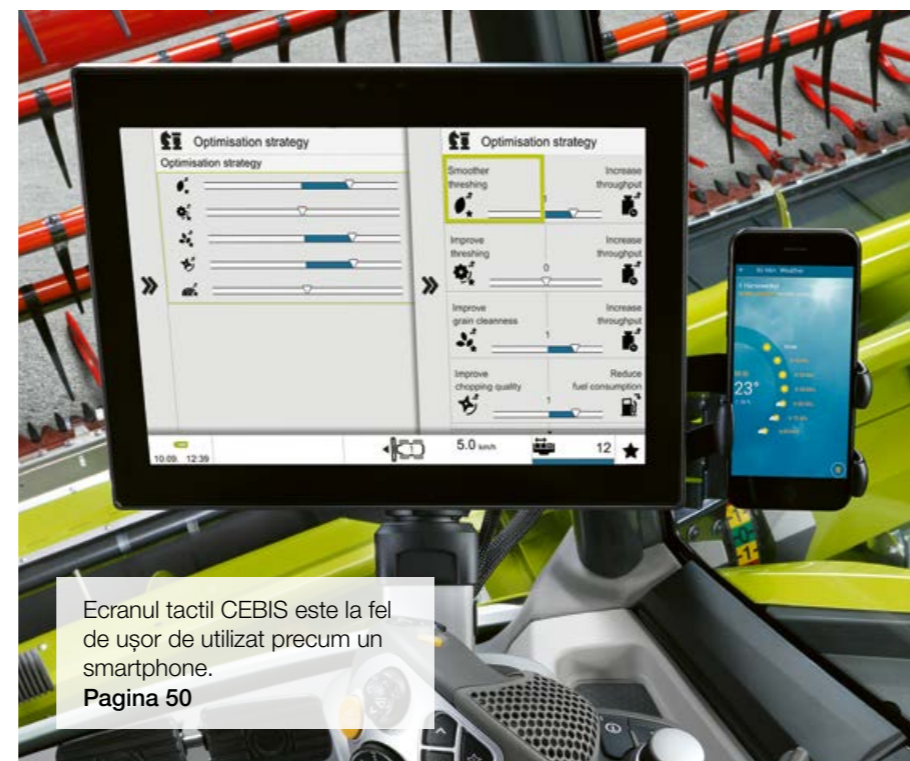 Optimisation strategy
Optimisation strategy
Optimisation strategy
Smoother
threshing
Increase
throughput
Improve
threshing
Increase
throughput
0
Improve
grain cleanness
Increase
throughput
1
Improve
chopping quality
Reduce
fuel consumption
1
10.09. 12:39
5.0 km/h
12
Weather
23°
Ecranul tactil CEBIS este la fel
de ușor de utilizat precum un
smartphone.
Pagina 50